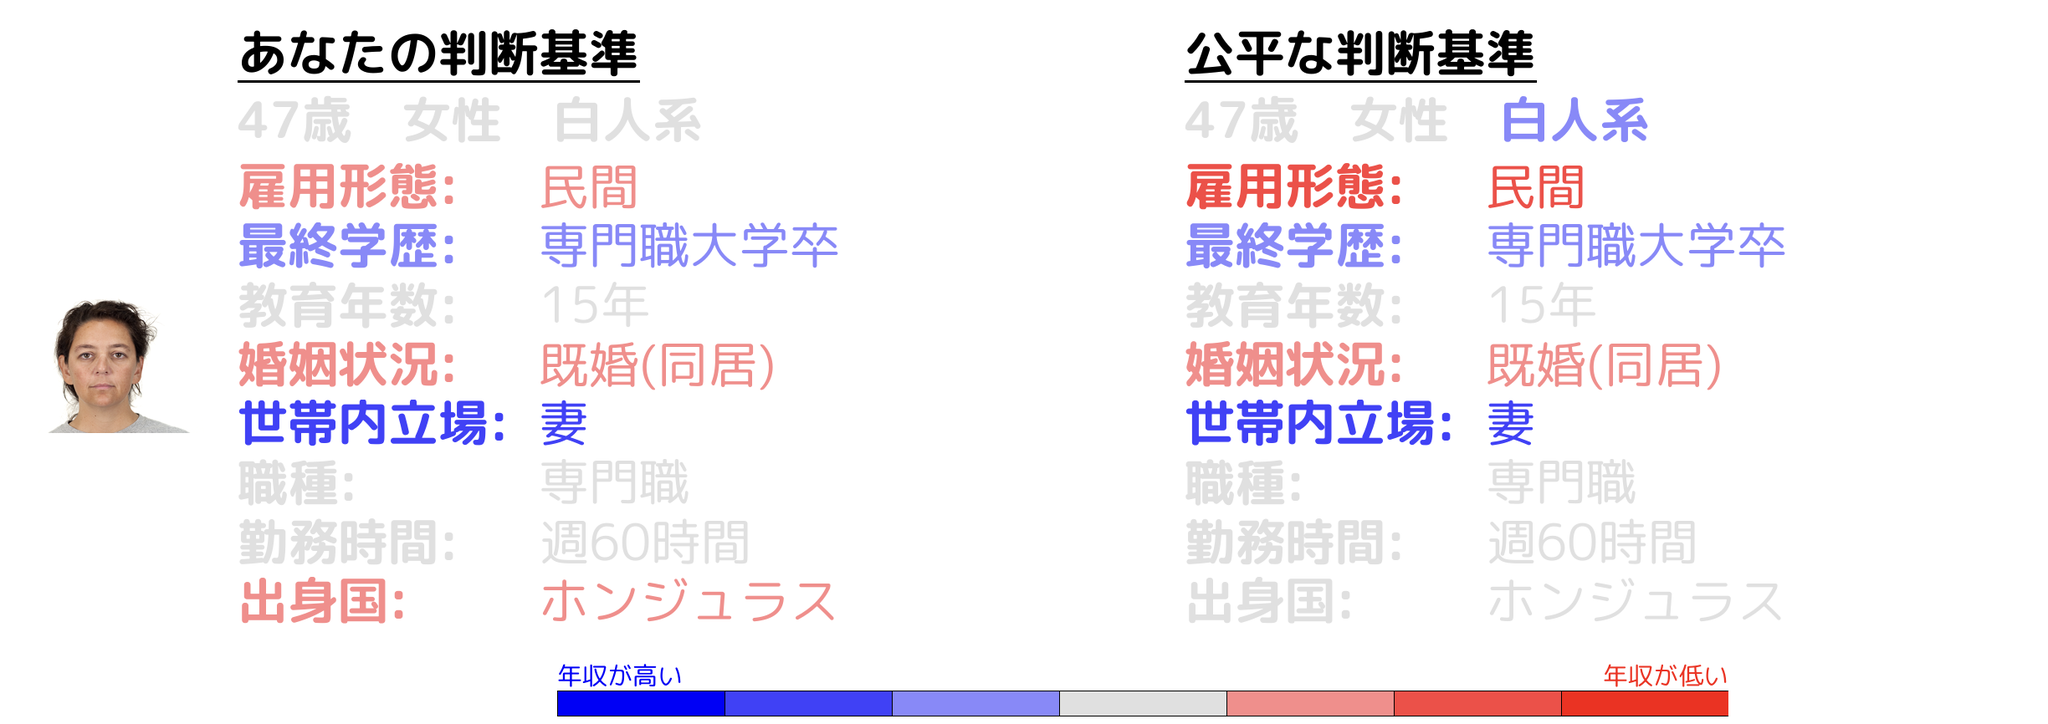 あなたの判断基準
47歳 女性 白人系
雇用形態: 民間
最終学歴: 専門職大学卒
教育年数: 15年
婚姻状況: 既婚(同居)
世帯内立場: 妻
職種: 専門職
勤務時間: 週60時間
出身国: ホンジュラス
公平な判断基準
47歳 女性 白人系
雇用形態: 民間
最終学歴: 専門職大学卒
教育年数: 15年
婚姻状況: 既婚(同居)
世帯内立場: 妻
職種: 専門職
勤務時間: 週60時間
出身国: ホンジュラス
年収が高い
年収が低い